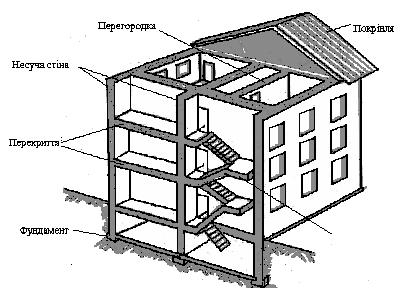 Перегородка
Покрівля
Несуча стіна
Перекриття
Фундамент